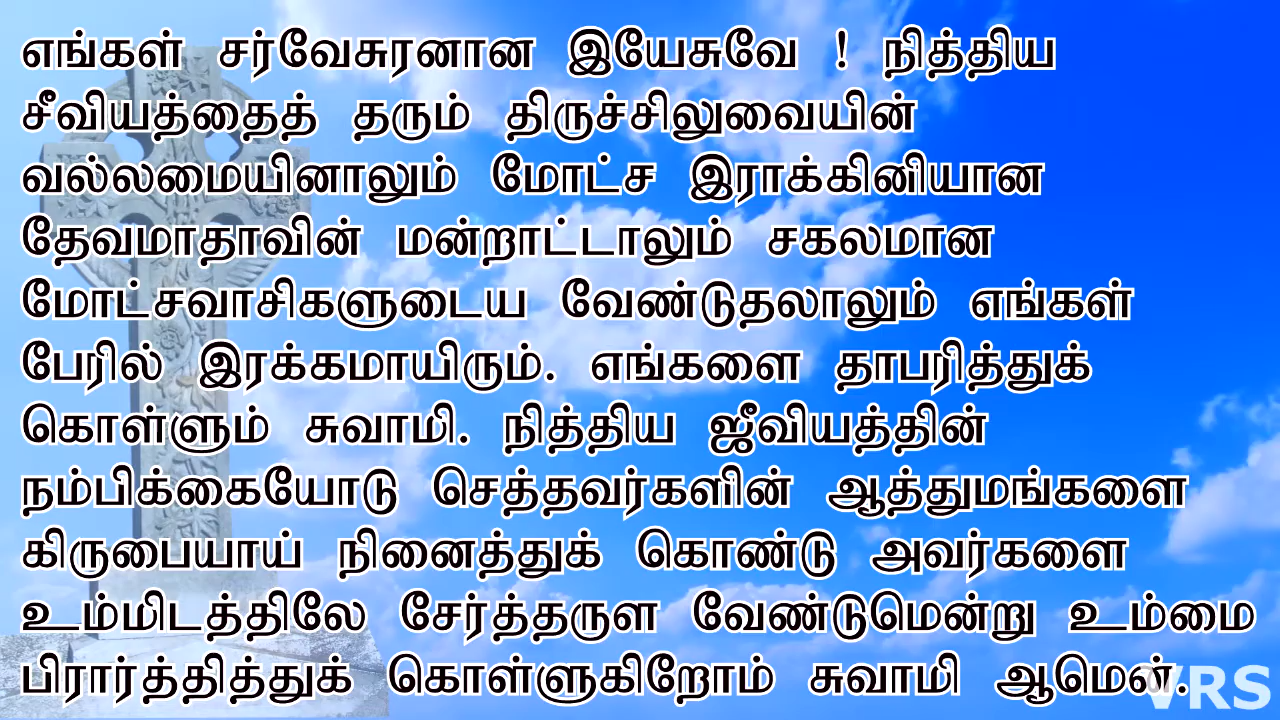 எங்கள் சர்வேசுரனான இயேசுவே ! நித்திய
சீவியத்தைத் தரும் திருச்சிலுவையின்
வல்லமையினாலும் மோட்ச இராக்கினியான
தேவமாதாவின் மன்றாட்டாலும் சகலமான
மோட்சவாசிகளுடைய வேண்டுதலாலும் எங்கள்
பேரில் இரக்கமாயிரும். எங்களை தாபரித்துக்
கொள்ளும் சுவாமி. நித்திய ஜீவியத்தின்
நம்பிக்கையோடு செத்தவர்களின் ஆத்துமங்களை
கிருபையாய் நினைத்துக் கொண்டு அவர்களை
உம்மிடத்திலே சேர்த்தருள வேண்டுமென்று உம்மை
பிரார்த்தித்துக் கொள்ளுகிறோம் சுவாமி ஆமென்.
VRS